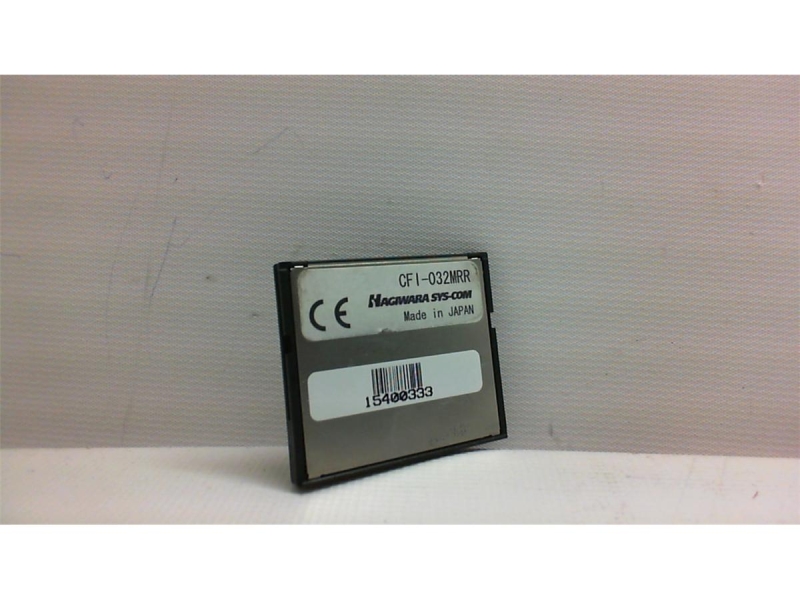 CFI-032MRR
CE
HAGIWARA SYS-COM
Made in JAPAN
15400333